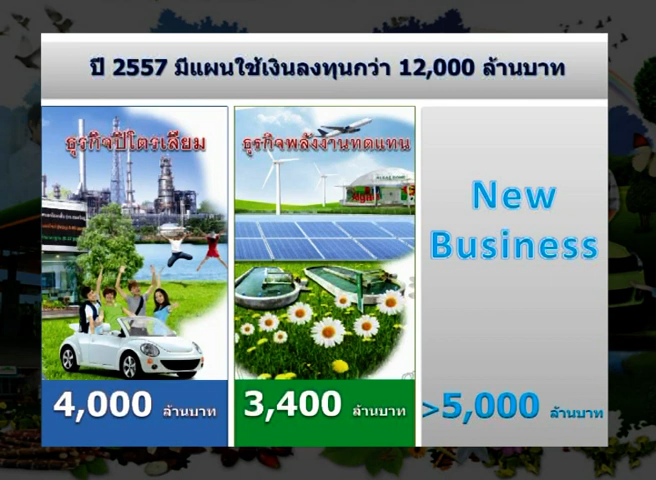 ปี 2557 มีแผนใช้เงินลงทุนกว่า 12,000 ล้านบาท
ธุรกิจปิโตรเลียม
ธุรกิจพลังงานทดแทน
New
Business
4,000 ล้านบาท
3,400 ล้านบาท
>5,000 ล้านบาท